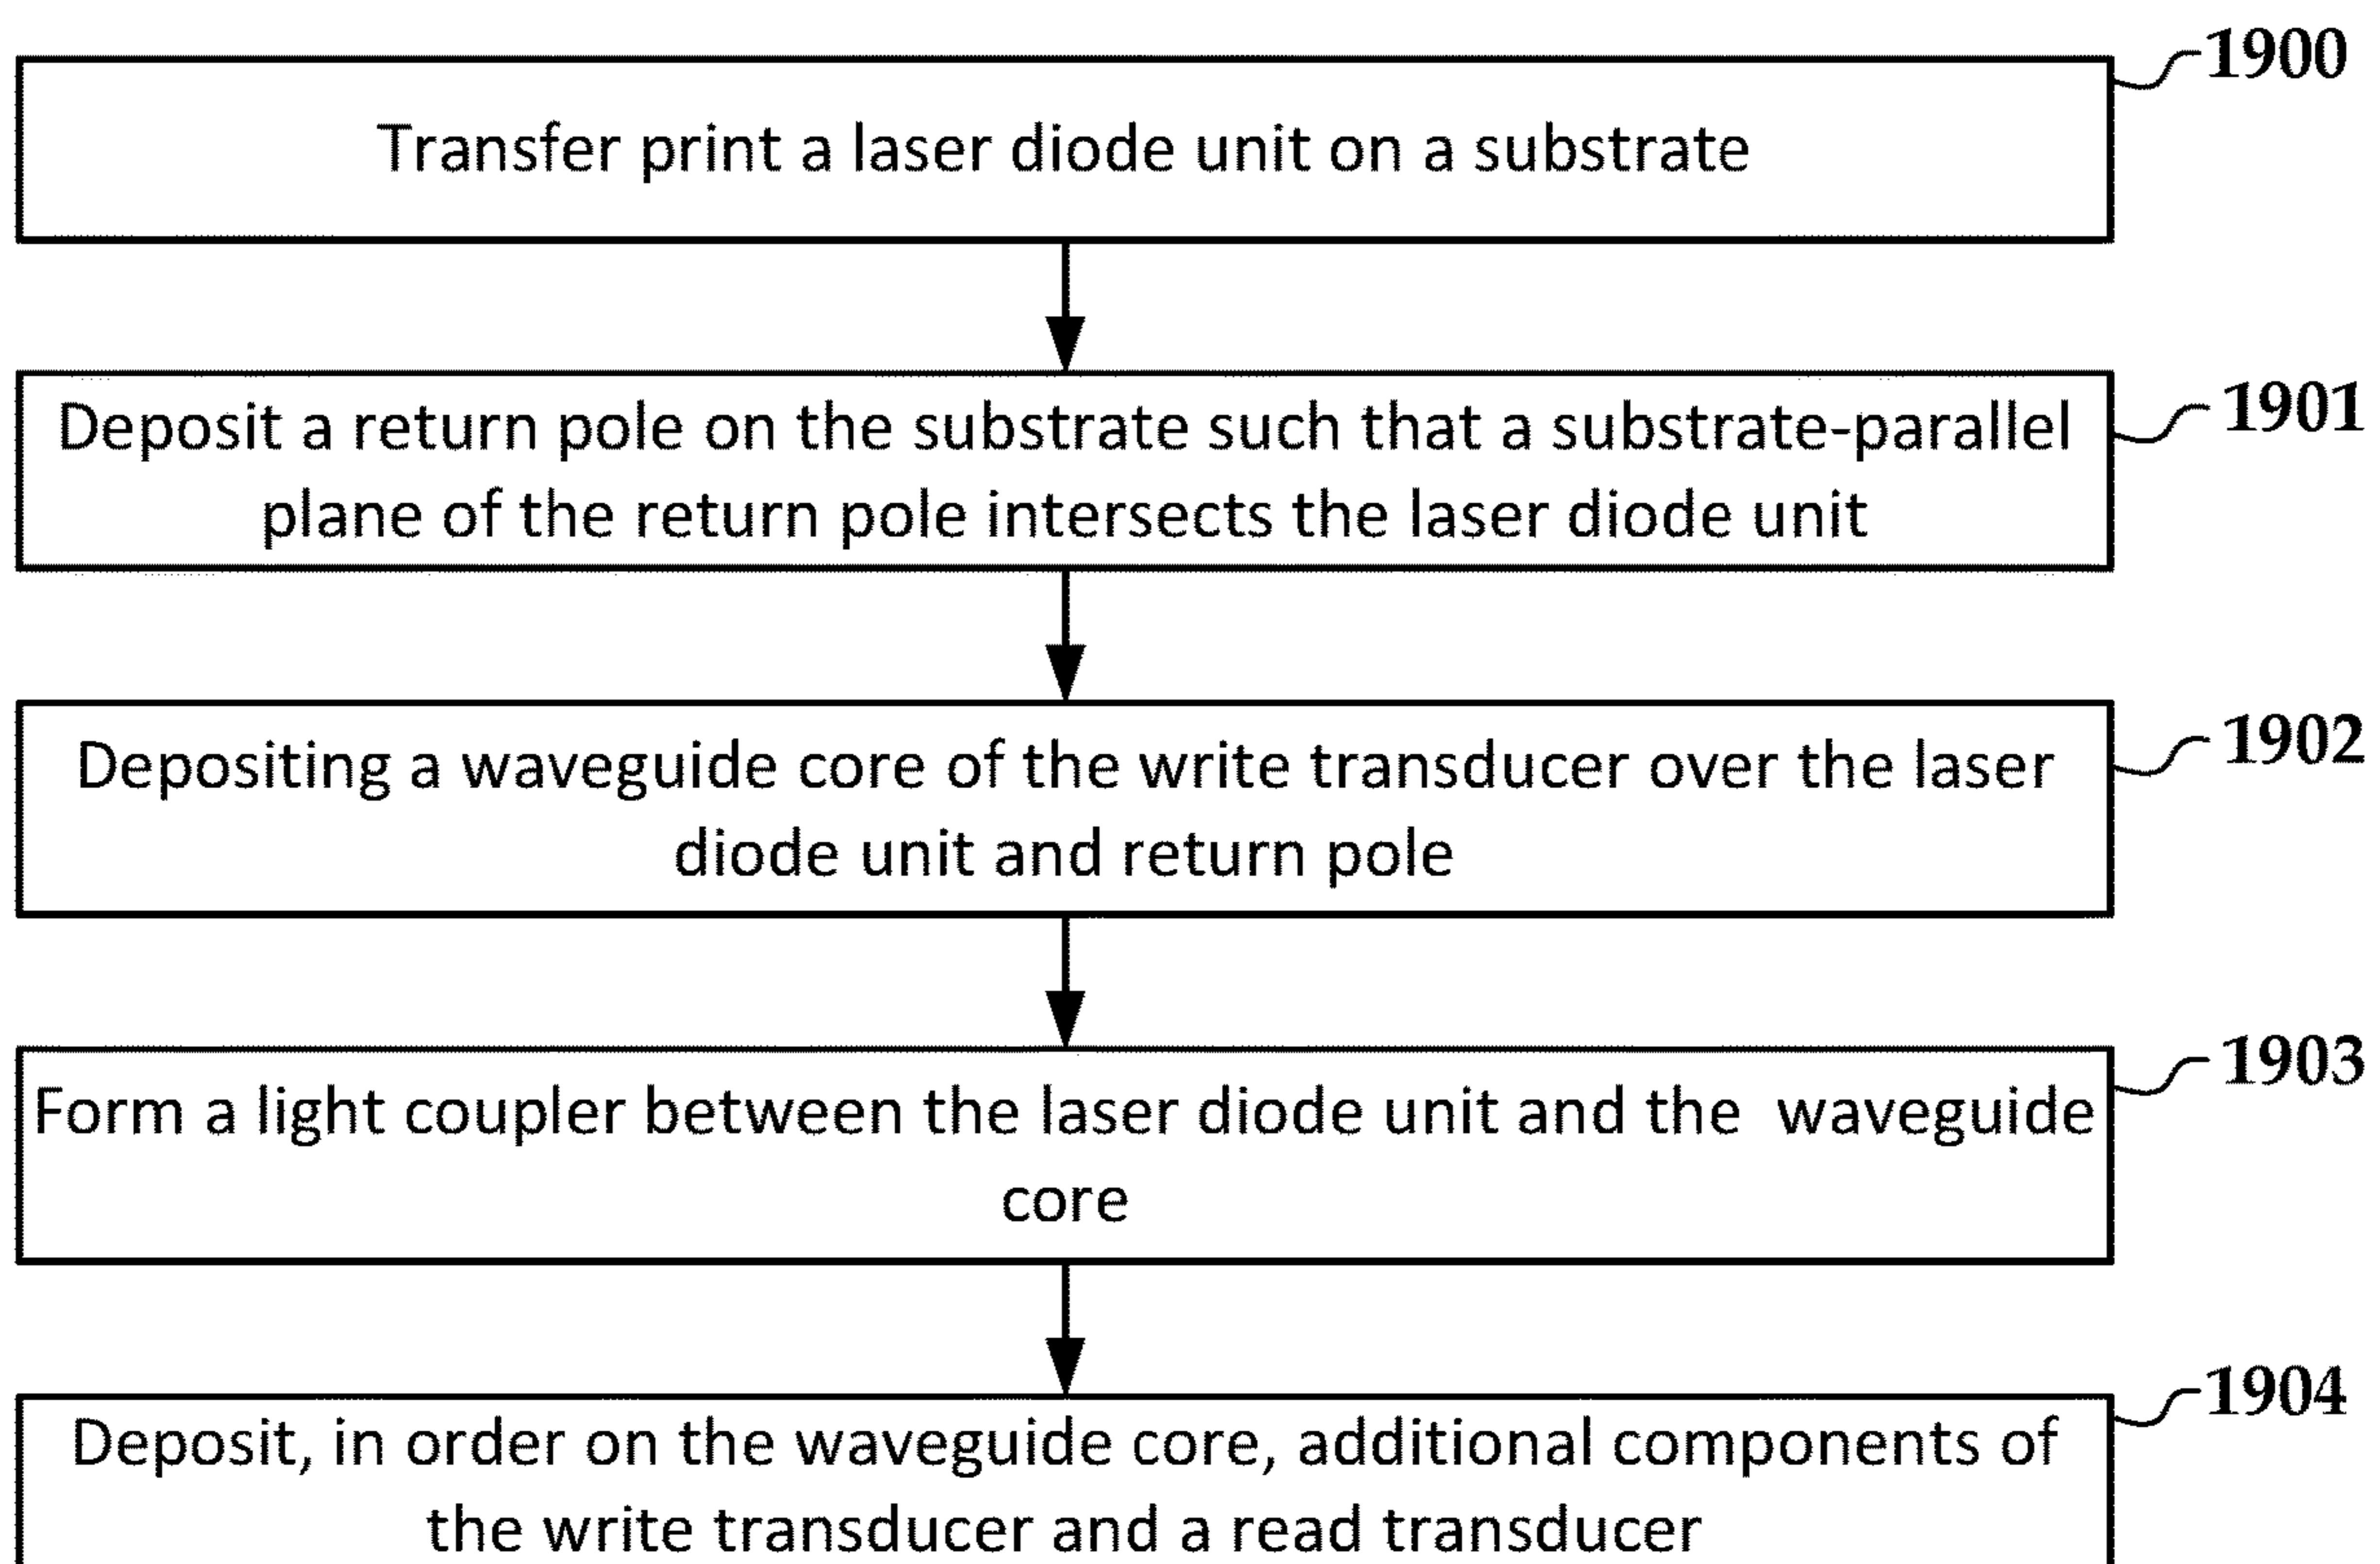 1900
Transfer print a laser diode unit on a substrate
1901
Deposit a return pole on the substrate such that a substrate-parallel
plane of the return pole intersects the laser diode unit
1902
Depositing a waveguide core of the write transducer over the laser
diode unit and return pole
1903
Form a light coupler between the laser diode unit and the waveguide
core
1904
Deposit, in order on the waveguide core, additional components of
the write transducer and a read transducer